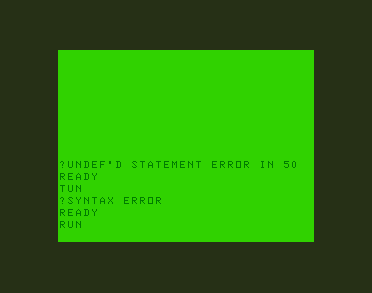 ?UNDEF'D STATEMENT ERROR IN 50
READY
TUN
?SYNTAX ERROR
READY
RUN